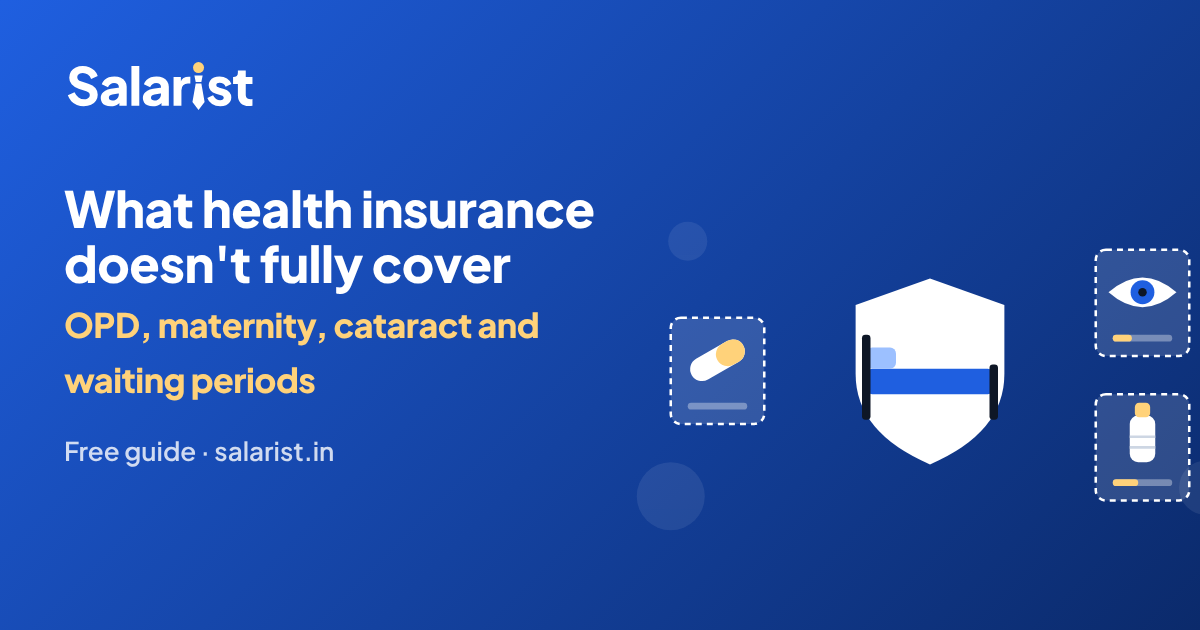 Salarist
What health insurance
doesn't fully cover
OPD, maternity, cataract and
waiting periods
Free guide · salarist.in